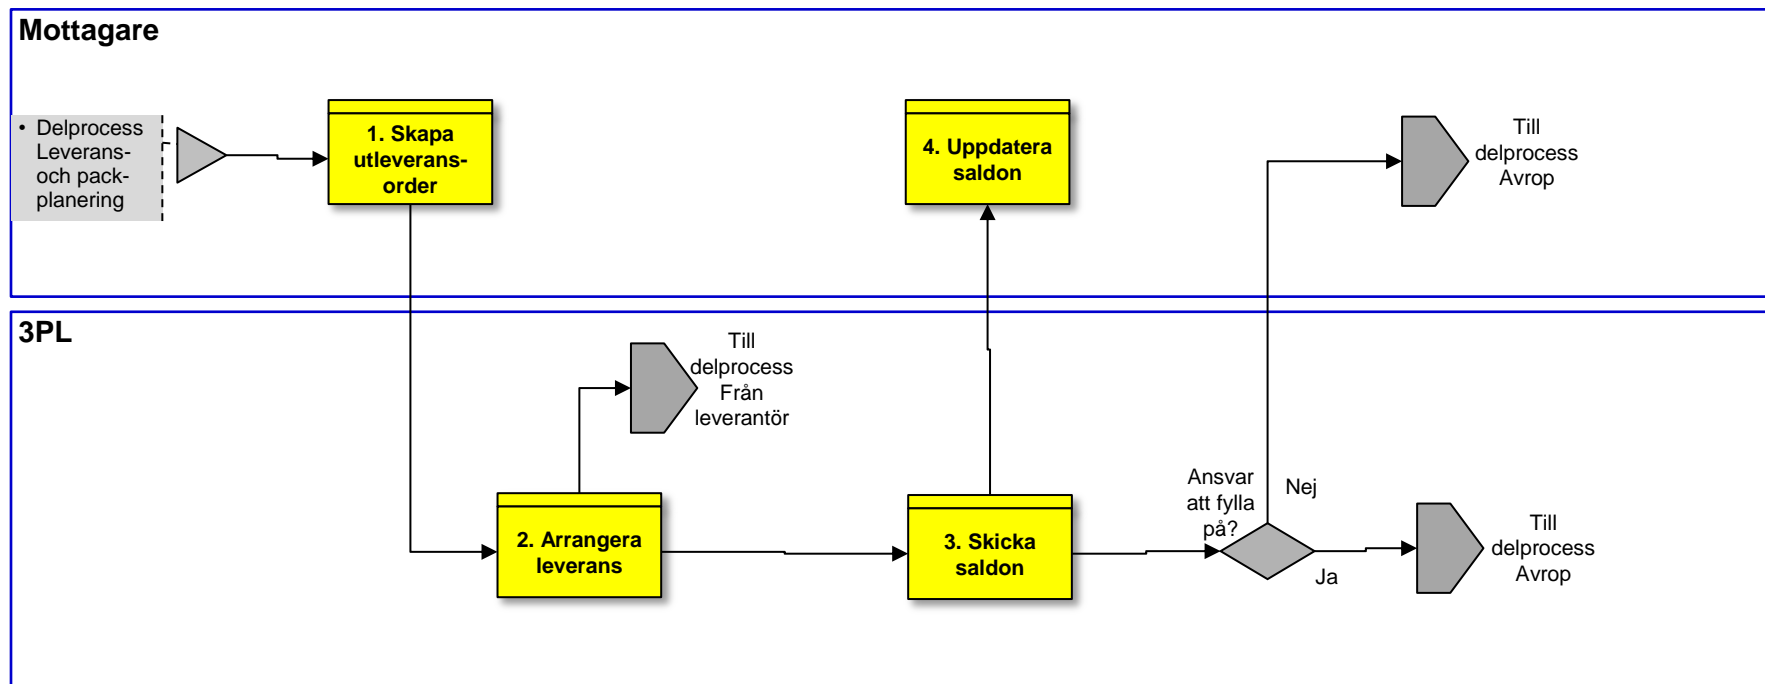 Mottagare
• Delprocess
Leverans-
och pack-
planering
1. Skapa
utleverans-
order
4. Uppdatera
saldon
Till
delprocess
Avrop
3PL
Till
delprocess
Från
leverantör
2. Arrangera
leverans
3. Skicka
saldon
Ansvar
att fylla
på?
Nej
Ja
Till
delprocess
Avrop